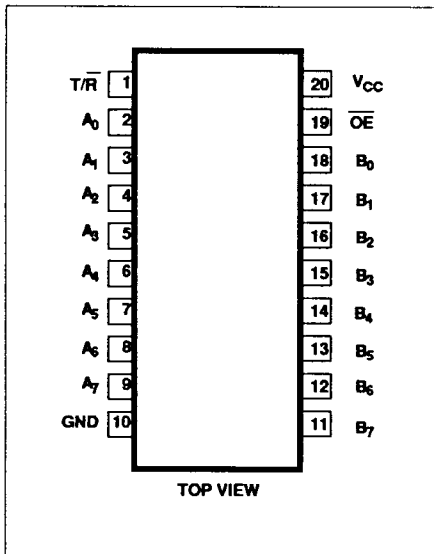 T/R̅ 1 20 V_CC
A₀ 2 19 O̅E̅
A₁ 3 18 B₀
A₂ 4 17 B₁
A₃ 5 16 B₂
A₄ 6 15 B₃
A₅ 7 14 B₄
A₆ 8 13 B₅
A₇ 9 12 B₆
GND 10 11 B₇
TOP VIEW